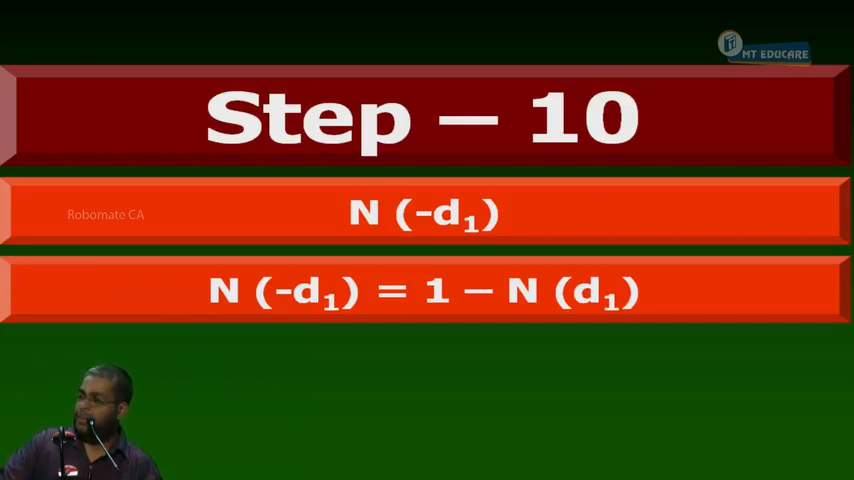 MT EDUCARE
Step – 10
Robomate CA
N (-d₁)
N (-d₁) = 1 – N (d₁)